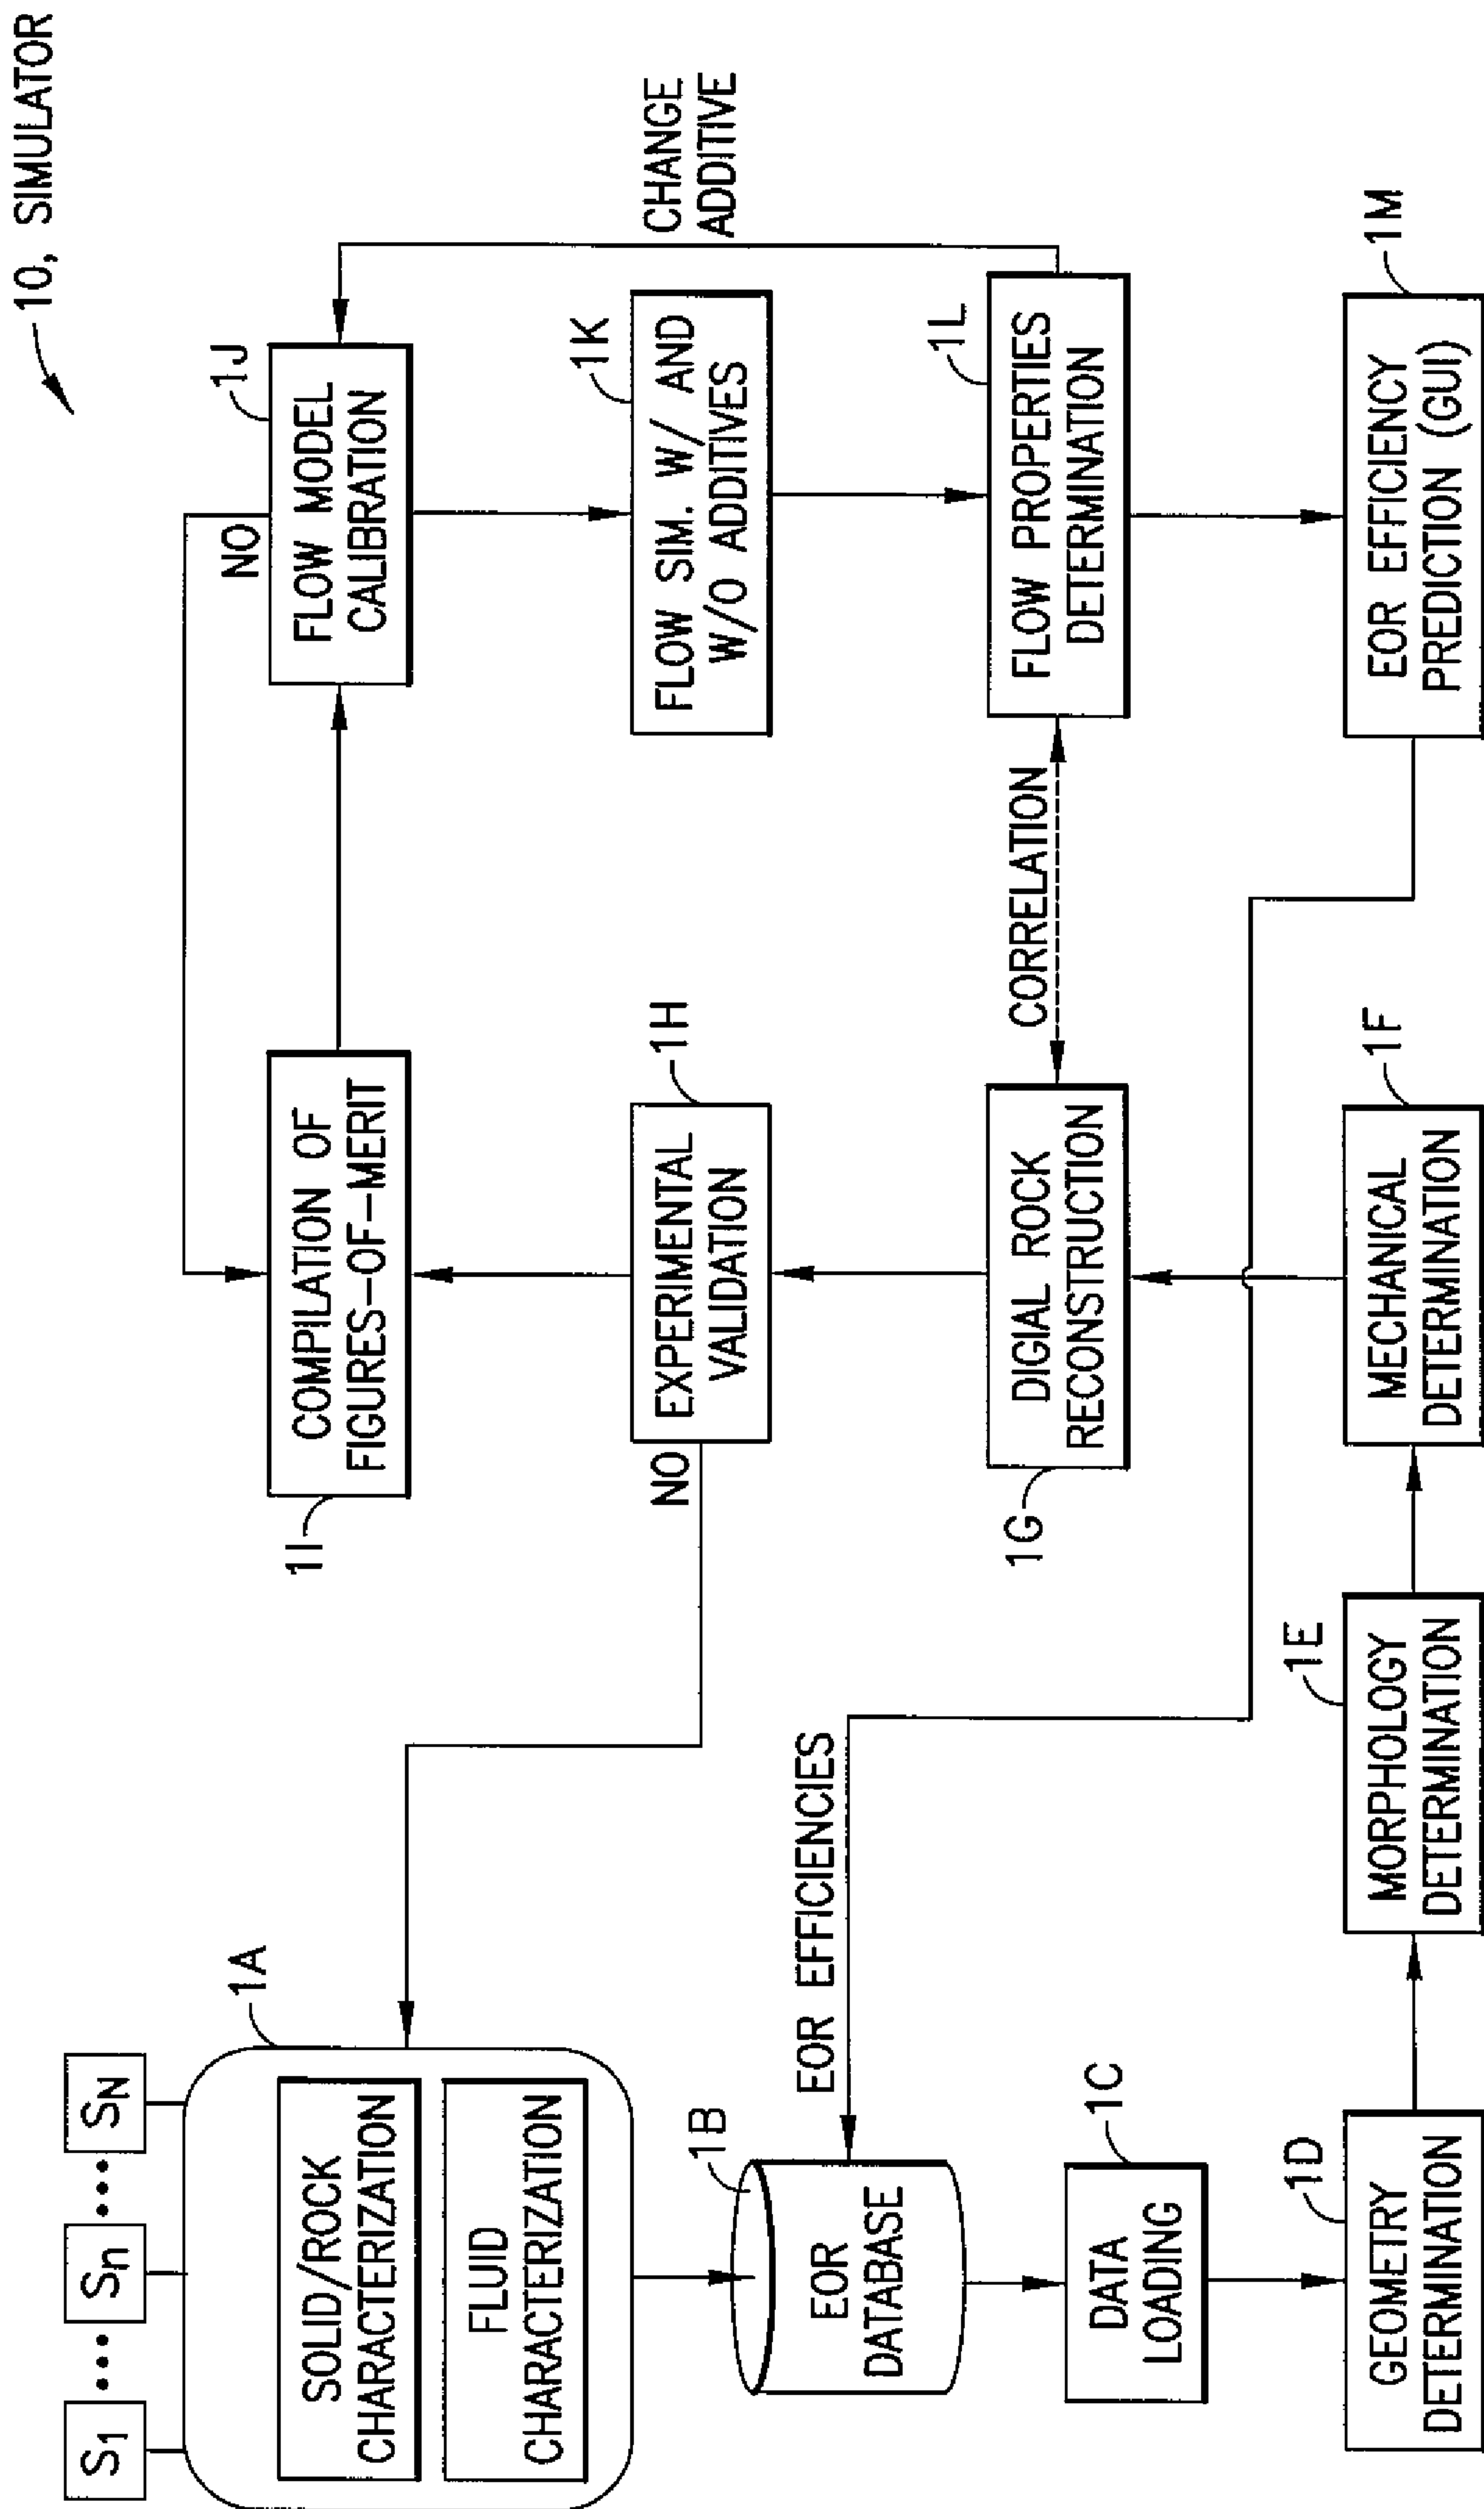 10, SIMULATOR
S1
•••
Sn
•••
SN
1A
SOLID/ROCK
CHARACTERIZATION
FLUID
CHARACTERIZATION
1B
EOR
DATABASE
EOR EFFICIENCIES
1C
DATA
LOADING
1D
GEOMETRY
DETERMINATION
1E
MORPHOLOGY
DETERMINATION
1F
MECHANICAL
DETERMINATION
1G
DIGIAL ROCK
RECONSTRUCTION
CORRELATION
1H
EXPERIMENTAL
VALIDATION
NO
1I
COMPILATION OF
FIGURES-OF-MERIT
NO
1J
FLOW MODEL
CALIBRATION
1K
FLOW SIM. W/ AND
W/O ADDITIVES
CHANGE
ADDITIVE
1L
FLOW PROPERTIES
DETERMINATION
1M
EOR EFFICIENCY
PREDICTION (GUI)